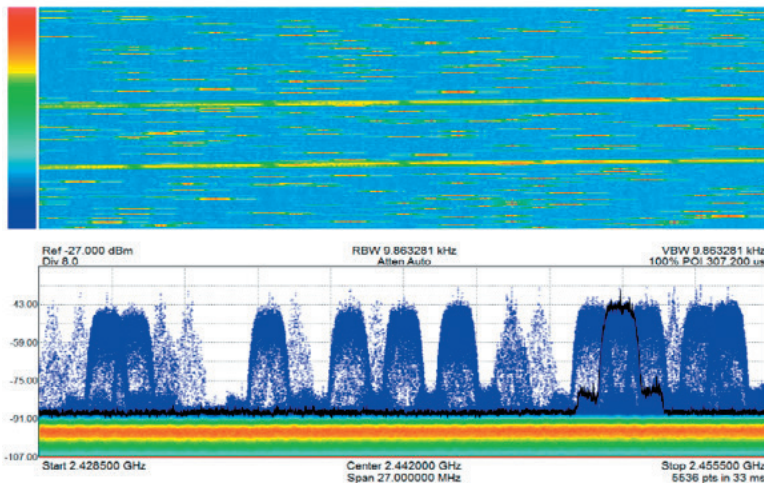 Ref -27.000 dBm RBW 9.863281 kHz VBW 9.863281 kHz
Div 8.0 Atten Auto 100% POI 307.200 us
43.00
-59.00
-75.00
-91.00
-107.00
Start 2.428500 GHz Center 2.442000 GHz Stop 2.455500 GHz
Span 27.000000 MHz 5536 pts in 33 ms